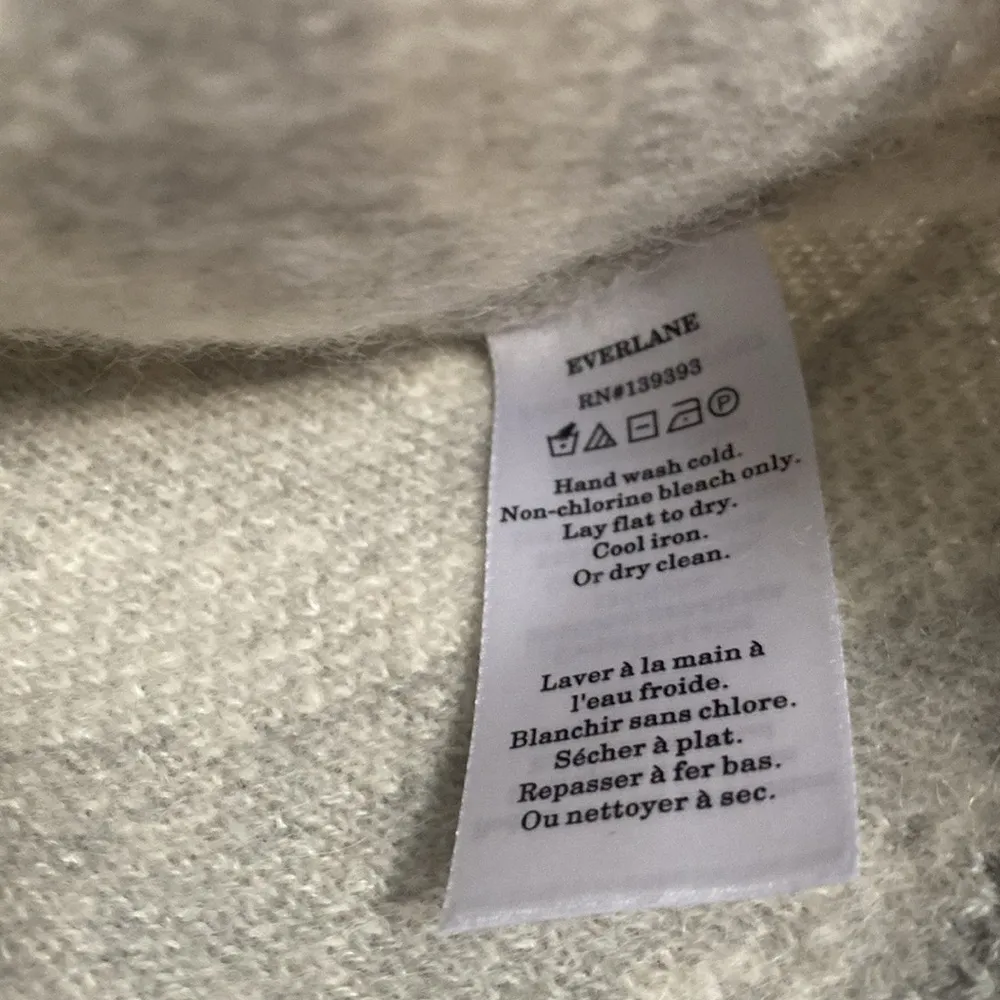 EVERLANE
RN#139393
P
Hand wash cold.
Non-chlorine bleach only.
Lay flat to dry.
Cool iron.
Or dry clean.
Laver à la main à
l'eau froide.
Blanchir sans chlore.
Sécher à plat.
Repasser à fer bas.
Ou nettoyer à sec.